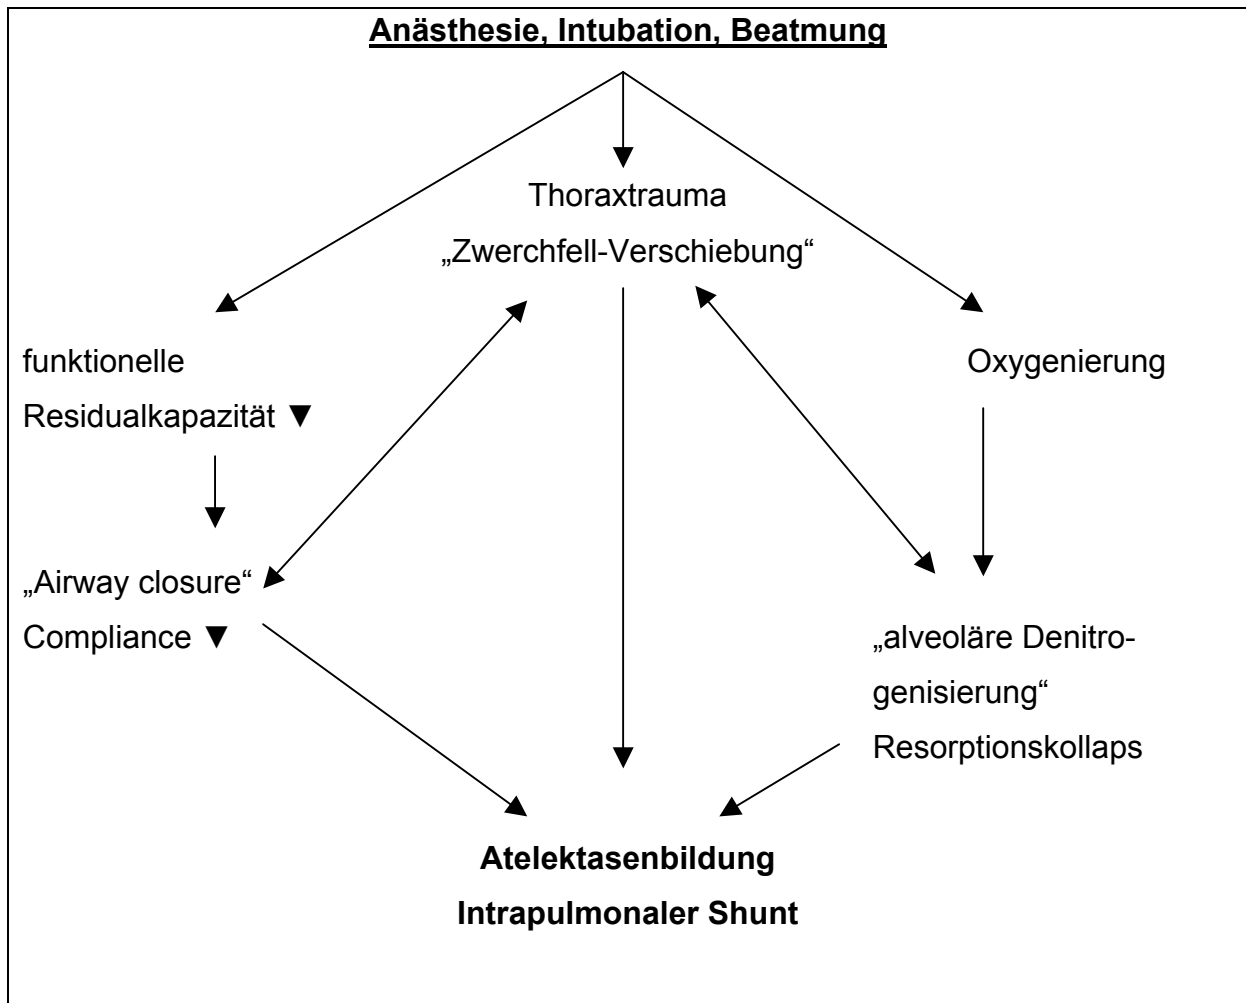 Anästhesie, Intubation, Beatmung
Thoraxtrauma
„Zwerchfell-Verschiebung“
funktionelle
Residualkapazität ▼
Oxygenierung
„Airway closure“
Compliance ▼
„alveoläre Denitro-
genisierung“
Resorptionskollaps
Atelektasenbildung
Intrapulmonaler Shunt